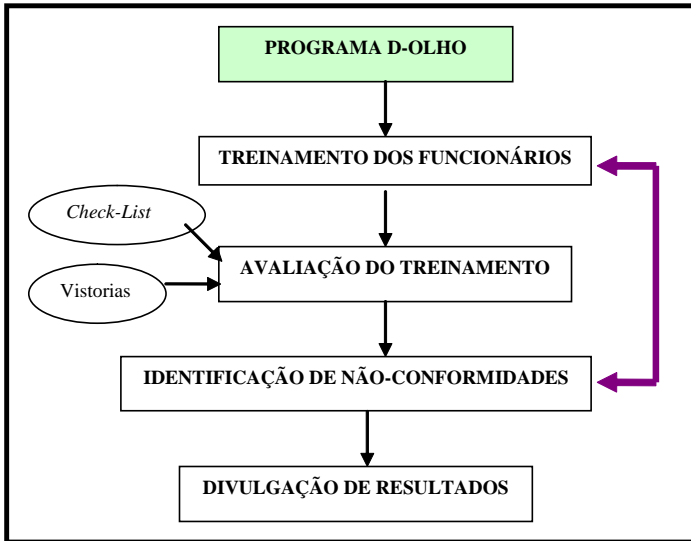 PROGRAMA D-OLHO
TREINAMENTO DOS FUNCIONÁRIOS
Check-List
AVALIAÇÃO DO TREINAMENTO
Vistorias
IDENTIFICAÇÃO DE NÃO-CONFORMIDADES
DIVULGAÇÃO DE RESULTADOS